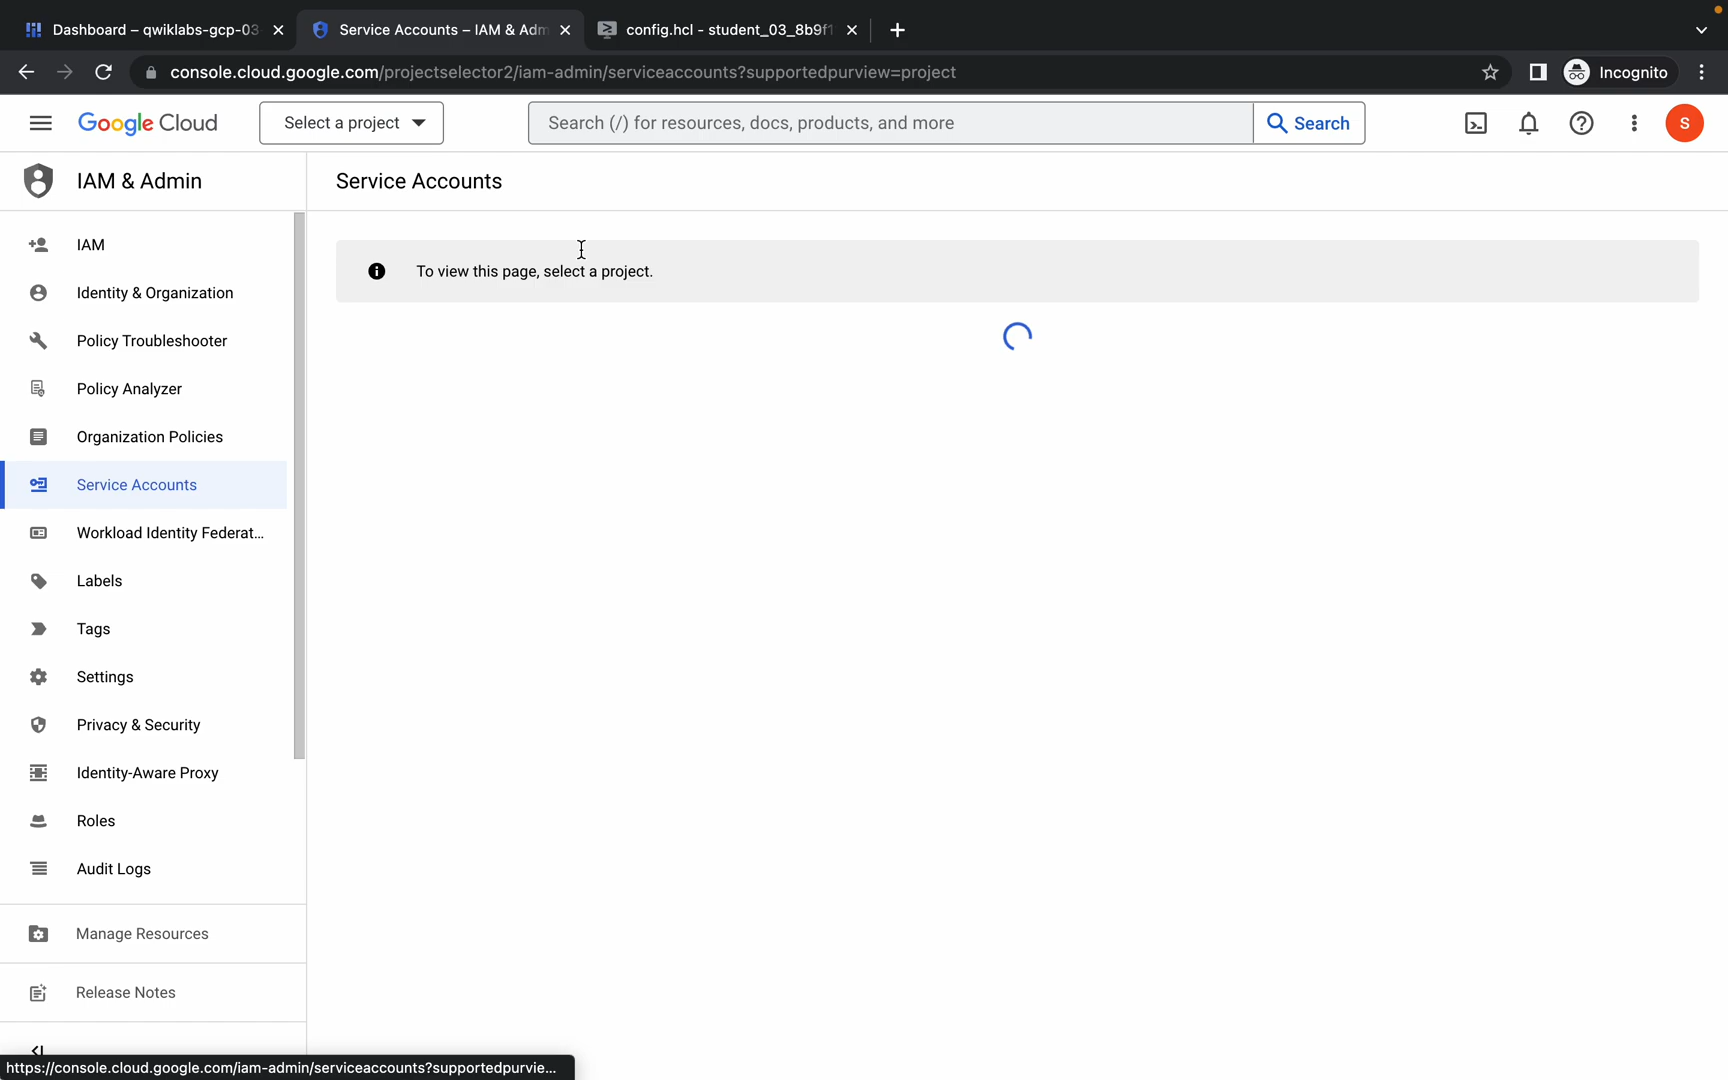 Dashboard – qwiklabs-gcp-03
Service Accounts – IAM & Adm
config.hcl - student_03_8b9f1
console.cloud.google.com/projectselector2/iam-admin/serviceaccounts?supportedpurview=project
Incognito
Google Cloud
Select a project
Search (/) for resources, docs, products, and more
Search
S
IAM & Admin
Service Accounts
IAM
To view this page, select a project.
Identity & Organization
Policy Troubleshooter
Policy Analyzer
Organization Policies
Service Accounts
Workload Identity Federat...
Labels
Tags
Settings
Privacy & Security
Identity-Aware Proxy
Roles
Audit Logs
Manage Resources
Release Notes
https://console.cloud.google.com/iam-admin/serviceaccounts?supportedpurvie...